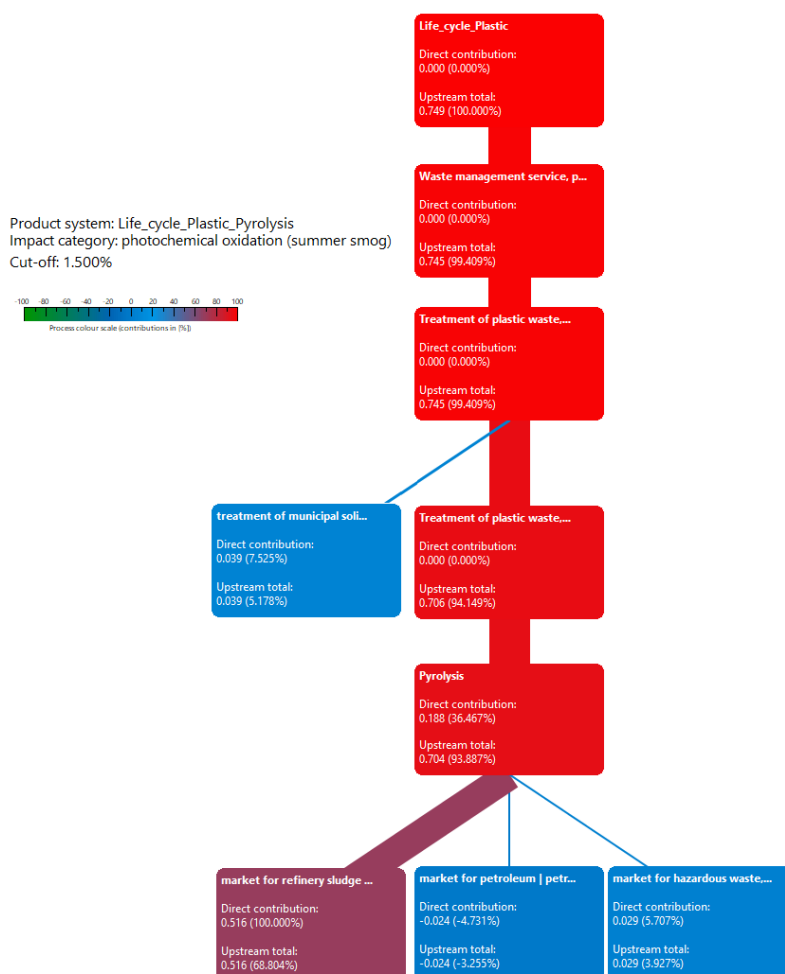 Life_cycle_Plastic
Direct contribution:
0.000 (0.000%)
Upstream total:
0.749 (100.000%)
Waste management service, p...
Direct contribution:
0.000 (0.000%)
Upstream total:
0.745 (99.409%)
Product system: Life_cycle_Plastic_Pyrolysis
Impact category: photochemical oxidation (summer smog)
Cut-off: 1.500%
-100 -80 -60 -40 -20 0 20 40 60 80 100
Process colour scale (contributions in [%])
Treatment of plastic waste,...
Direct contribution:
0.000 (0.000%)
Upstream total:
0.745 (99.409%)
treatment of municipal soli...
Direct contribution:
0.039 (7.525%)
Upstream total:
0.039 (5.178%)
Treatment of plastic waste,...
Direct contribution:
0.000 (0.000%)
Upstream total:
0.706 (94.149%)
Pyrolysis
Direct contribution:
0.188 (36.467%)
Upstream total:
0.704 (93.887%)
market for refinery sludge ...
Direct contribution:
0.516 (100.000%)
Upstream total:
0.516 (68.804%)
market for petroleum | petr...
Direct contribution:
-0.024 (-4.731%)
Upstream total:
-0.024 (-3.255%)
market for hazardous waste,...
Direct contribution:
0.029 (5.707%)
Upstream total:
0.029 (3.927%)